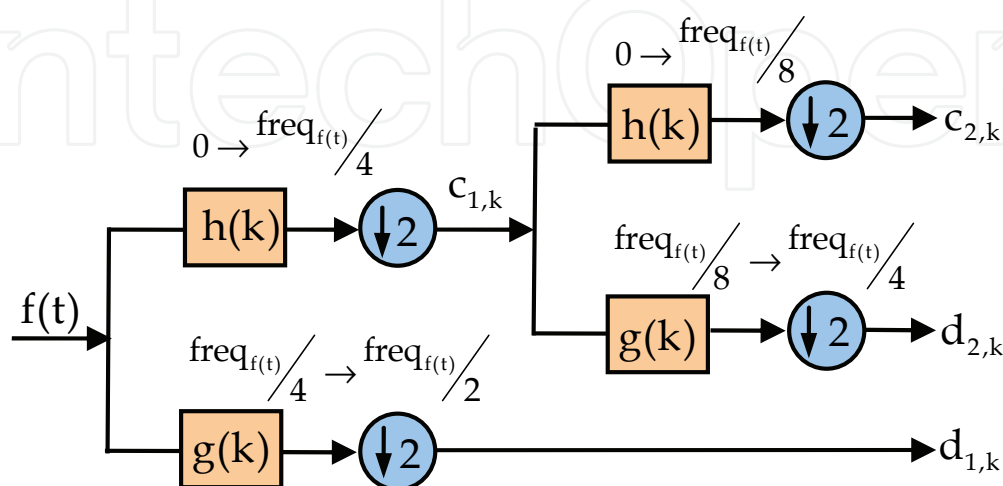 ntechOpen
0 → freq_f(t)/8
h(k)
↓2
c_2,k
0 → freq_f(t)/4
h(k)
↓2
c_1,k
freq_f(t)/8 → freq_f(t)/4
g(k)
↓2
d_2,k
f(t)
freq_f(t)/4 → freq_f(t)/2
g(k)
↓2
d_1,k